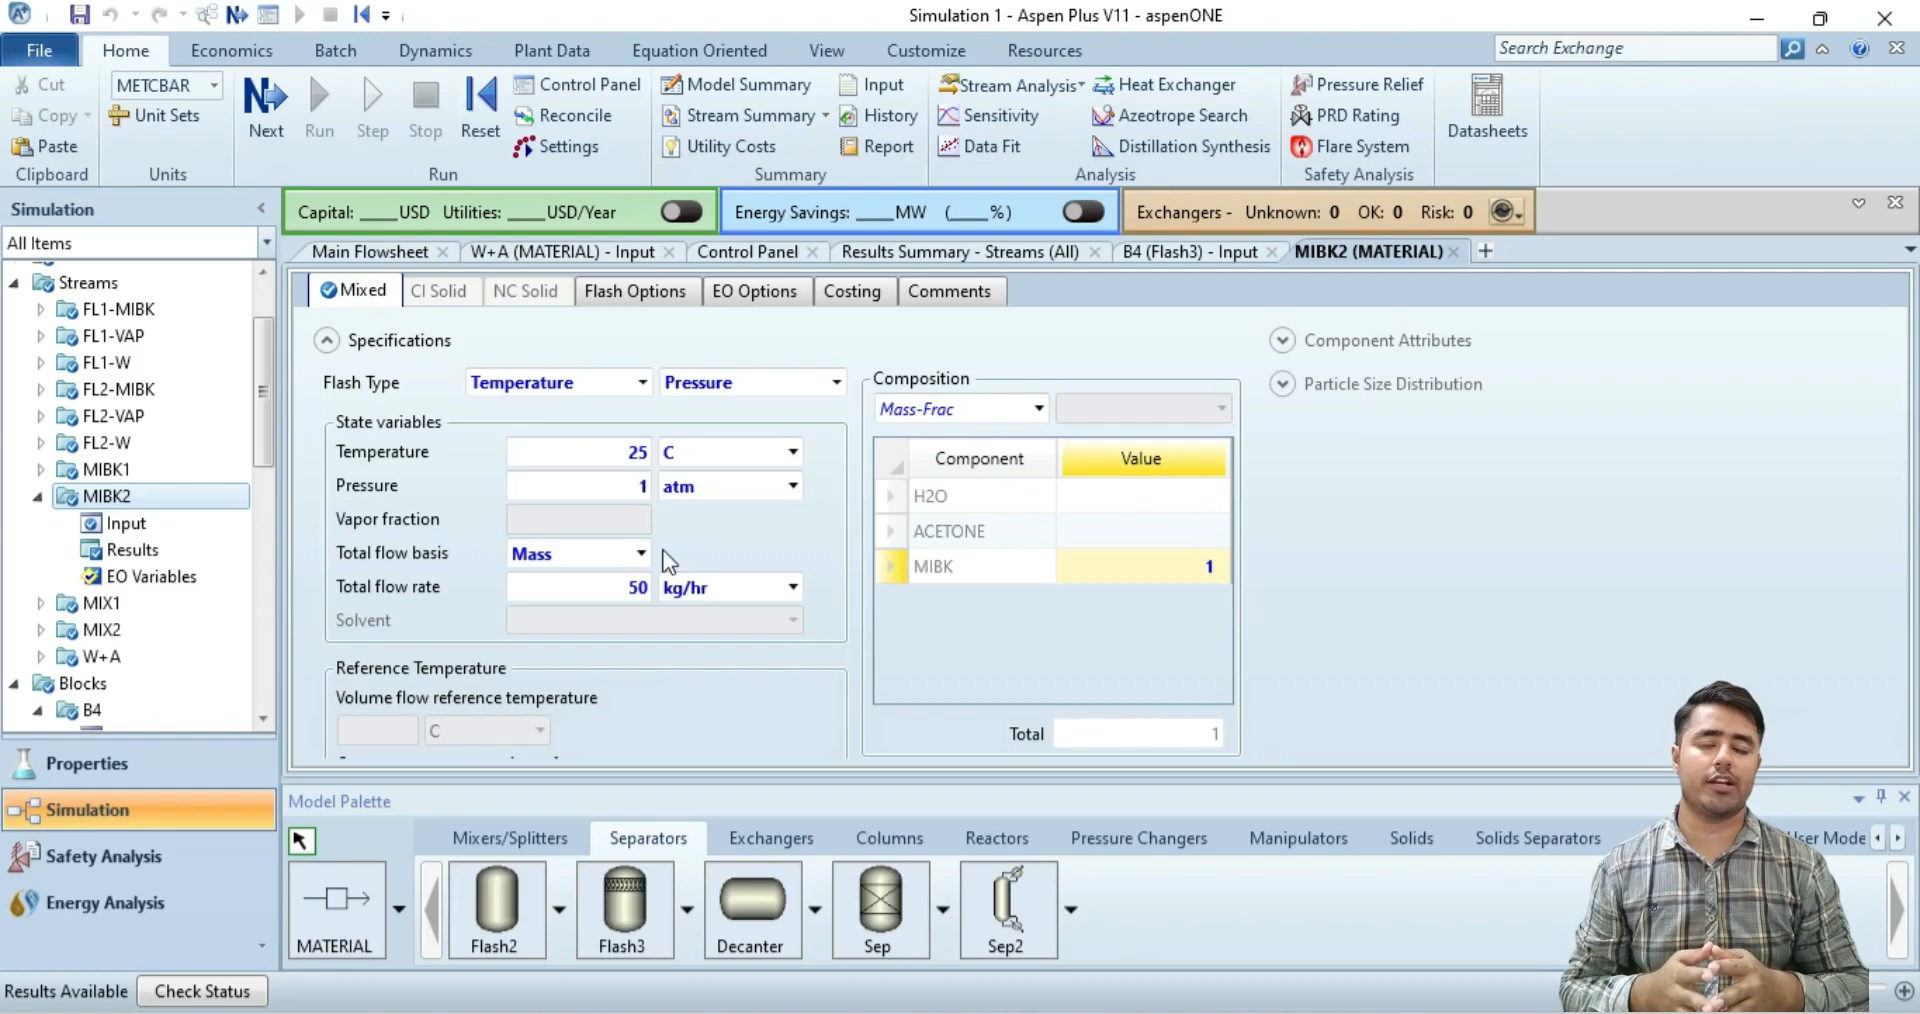 Simulation 1 - Aspen Plus V11 - aspenONE
File Home Economics Batch Dynamics Plant Data Equation Oriented View Customize Resources Search Exchange
Cut METCBAR Control Panel Model Summary Input Stream Analysis Heat Exchanger Pressure Relief
Copy Unit Sets Next Run Step Stop Reset Reconcile Stream Summary History Sensitivity Azeotrope Search PRD Rating Datasheets
Paste Settings Utility Costs Report Data Fit Distillation Synthesis Flare System
Clipboard Units Run Summary Analysis Safety Analysis
Simulation Capital: ____USD Utilities: ____USD/Year Energy Savings: ____MW (____%) Exchangers - Unknown: 0 OK: 0 Risk: 0
All Items Main Flowsheet W+A (MATERIAL) - Input Control Panel Results Summary - Streams (All) B4 (Flash3) - Input MIBK2 (MATERIAL)
Streams
FL1-MIBK
FL1-VAP
FL1-W
FL2-MIBK
FL2-VAP
FL2-W
MIBK1
MIBK2
Input
Results
EO Variables
MIX1
MIX2
W+A
Blocks
B4
Properties
Simulation
Safety Analysis
Energy Analysis
Mixed CI Solid NC Solid Flash Options EO Options Costing Comments
Specifications
Flash Type Temperature Pressure
State variables
Temperature 25 C
Pressure 1 atm
Vapor fraction
Total flow basis Mass
Total flow rate 50 kg/hr
Solvent
Reference Temperature
Volume flow reference temperature
C
Composition
Mass-Frac
Component Value
H2O
ACETONE
MIBK 1
Total 1
Component Attributes
Particle Size Distribution
Model Palette
Mixers/Splitters Separators Exchangers Columns Reactors Pressure Changers Manipulators Solids Solids Separators ser Mode
MATERIAL Flash2 Flash3 Decanter Sep Sep2
Results Available Check Status